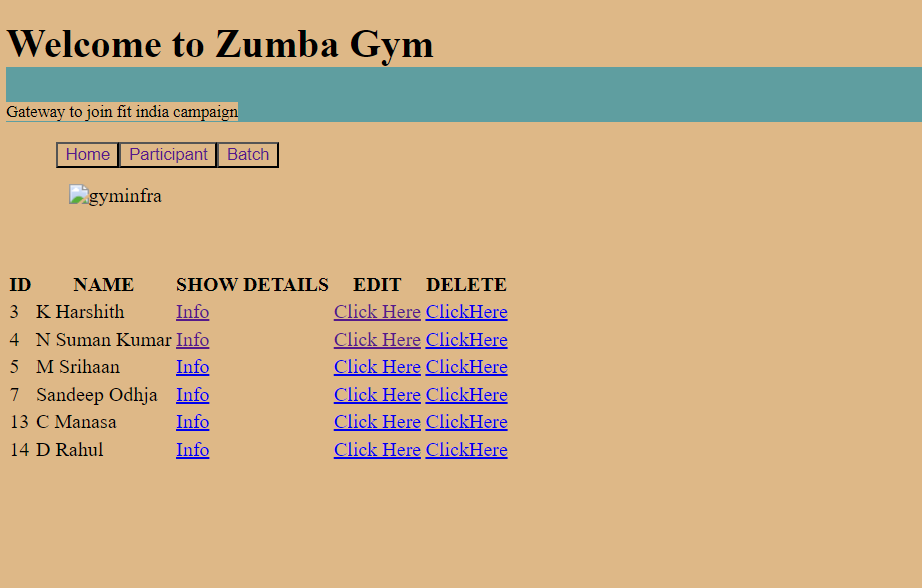 Welcome to Zumba Gym
Gateway to join fit india campaign
Home Participant Batch
gyminfra
ID NAME SHOW DETAILS EDIT DELETE
3 K Harshith Info Click Here ClickHere
4 N Suman Kumar Info Click Here ClickHere
5 M Srihaan Info Click Here ClickHere
7 Sandeep Odhja Info Click Here ClickHere
13 C Manasa Info Click Here ClickHere
14 D Rahul Info Click Here ClickHere